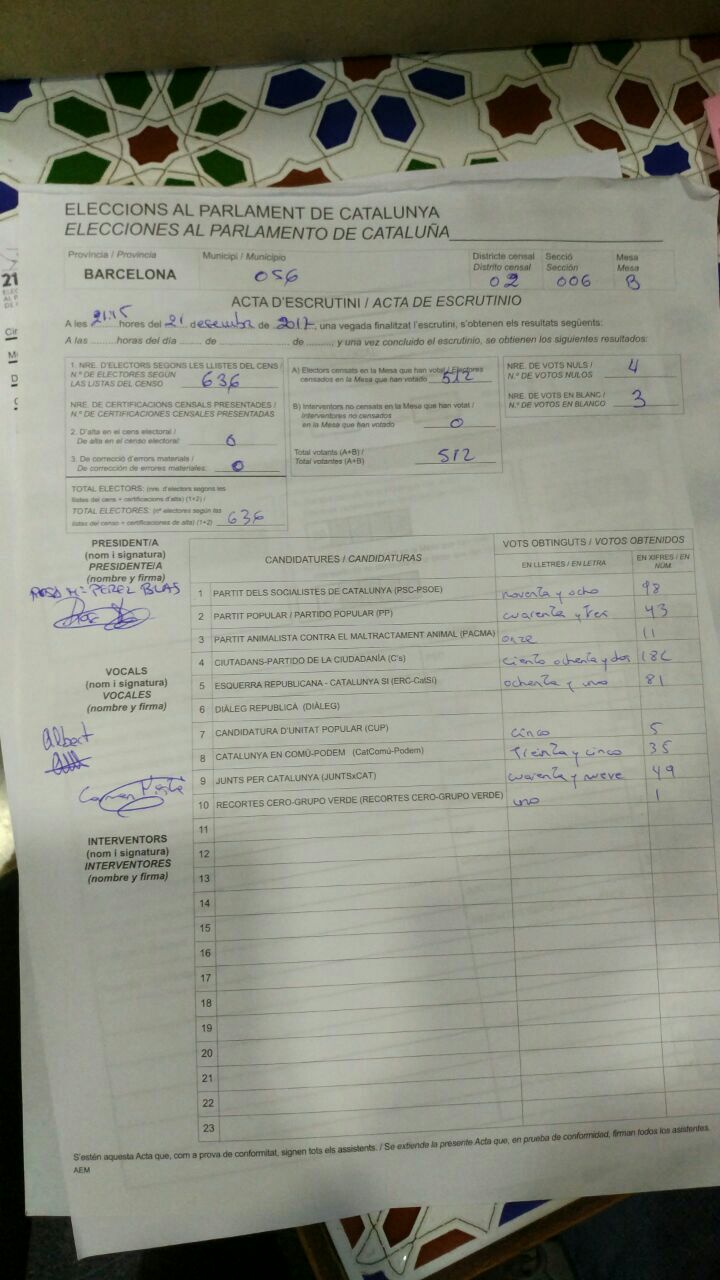 ELECCIONS AL PARLAMENT DE CATALUNYA
ELECCIONES AL PARLAMENTO DE CATALUÑA
Provincia / Provincia
BARCELONA
Municipi / Municipio
056
Districte censal
Distrito censal
02
Secció
Sección
006
Mesa
Mesa
B
ACTA D'ESCRUTINI / ACTA DE ESCRUTINIO
A les 21:15 hores del 21 desembre de 2017, una vegada finalitzat l'escrutini, s'obtenen els resultats següents:
A las ......... horas del día ........ de .................... de ........., y una vez concluido el escrutinio, se obtienen los siguientes resultados:
1. NRE. D'ELECTORS SEGONS LES LLISTES DEL CENS /
N.º DE ELECTORES SEGÚN
LAS LISTAS DEL CENSO 636
NRE. DE CERTIFICACIONS CENSALS PRESENTADES /
N.º DE CERTIFICACIONES CENSALES PRESENTADAS
2. D'alta en el cens electoral /
De alta en el censo electoral: 0
3. De correcció d'errors materials /
De corrección de errores materiales: 0
TOTAL ELECTORS: (nre. d'electors segons les
llistes del cens + certificacions d'alta) (1+2) /
TOTAL ELECTORES: (nº electores según las
listas del censo + certificaciones de alta) (1+2) 636
A) Electors censats en la Mesa que han votat / Electores
censados en la Mesa que han votado 512
B) Interventors no censats en la Mesa que han votat /
Interventores no censados
en la Mesa que han votado 0
Total votants (A+B) /
Total votantes (A+B) 512
NRE. DE VOTS NULS /
N.º DE VOTOS NULOS 4
NRE. DE VOTS EN BLANC /
N.º DE VOTOS EN BLANCO 3
PRESIDENT/A
(nom i signatura)
PRESIDENTE/A
(nombre y firma)
ROSA Mª PEREZ BLAS
VOCALS
(nom i signatura)
VOCALES
(nombre y firma)
Albert
Carmen
INTERVENTORS
(nom i signatura)
INTERVENTORES
(nombre y firma)
CANDIDATURES / CANDIDATURAS
VOTS OBTINGUTS / VOTOS OBTENIDOS
EN LLETRES / EN LETRA
EN XIFRES / EN NÚM.
1 PARTIT DELS SOCIALISTES DE CATALUNYA (PSC-PSOE) noventa y ocho 98
2 PARTIT POPULAR / PARTIDO POPULAR (PP) cuarenta y tres 43
3 PARTIT ANIMALISTA CONTRA EL MALTRACTAMENT ANIMAL (PACMA) onze 11
4 CIUTADANS-PARTIDO DE LA CIUDADANÍA (C's) ciento ochenta y dos 182
5 ESQUERRA REPUBLICANA - CATALUNYA SI (ERC-CatSí) ochenta y uno 81
6 DIÀLEG REPUBLICÀ (DIÀLEG)
7 CANDIDATURA D'UNITAT POPULAR (CUP) cinco 5
8 CATALUNYA EN COMÚ-PODEM (CatComú-Podem) treinta y cinco 35
9 JUNTS PER CATALUNYA (JUNTSxCAT) cuarenta y nueve 49
10 RECORTES CERO-GRUPO VERDE (RECORTES CERO-GRUPO VERDE) uno 1
11
12
13
14
15
16
17
18
19
20
21
22
23
S'estén aquesta Acta que, com a prova de conformitat, signen tots els assistents. / Se extiende la presente Acta que, en prueba de conformidad, firman todos los asistentes.
AEM
21